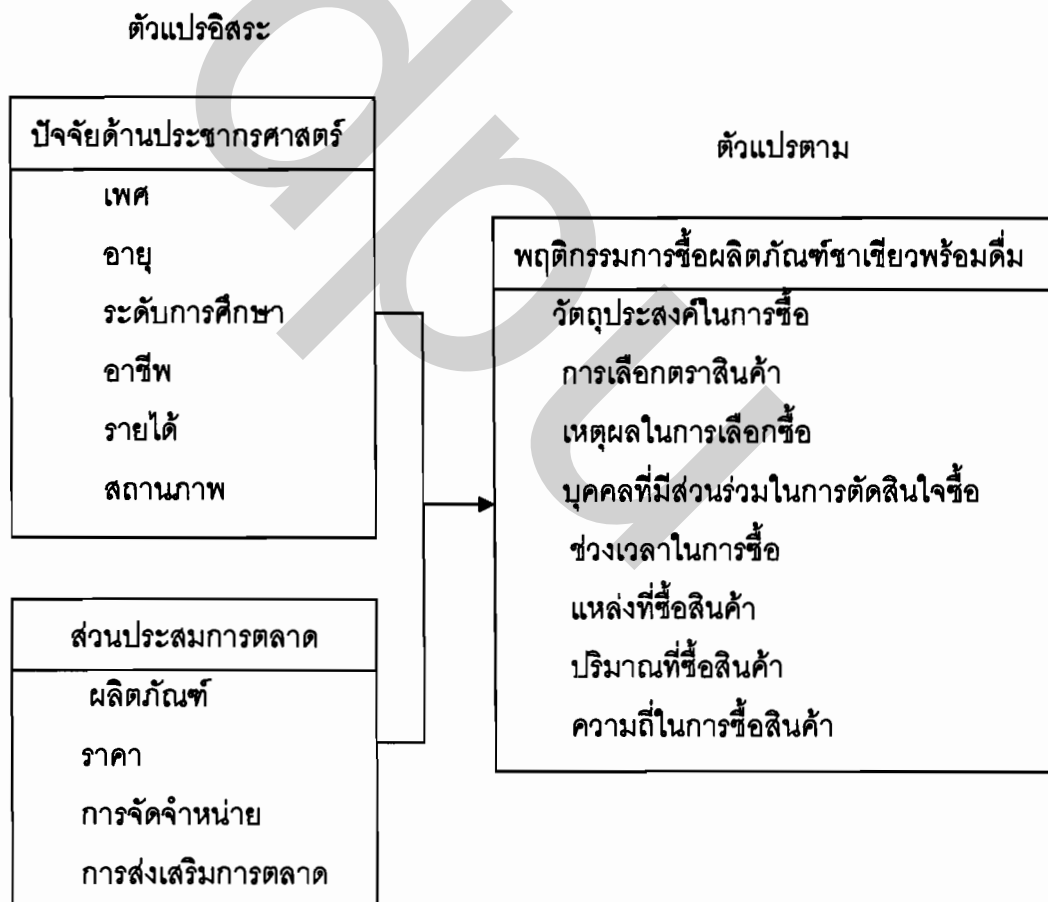 ตัวแปรอิสระ
ปัจจัยด้านประชากรศาสตร์
เพศ
อายุ
ระดับการศึกษา
อาชีพ
รายได้
สถานภาพ
ส่วนประสมการตลาด
ผลิตภัณฑ์
ราคา
การจัดจำหน่าย
การส่งเสริมการตลาด
ตัวแปรตาม
พฤติกรรมการซื้อผลิตภัณฑ์ชาเขียวพร้อมดื่ม
วัตถุประสงค์ในการซื้อ
การเลือกตราสินค้า
เหตุผลในการเลือกซื้อ
บุคคลที่มีส่วนร่วมในการตัดสินใจซื้อ
ช่วงเวลาในการซื้อ
แหล่งที่ซื้อสินค้า
ปริมาณที่ซื้อสินค้า
ความถี่ในการซื้อสินค้า
dpu